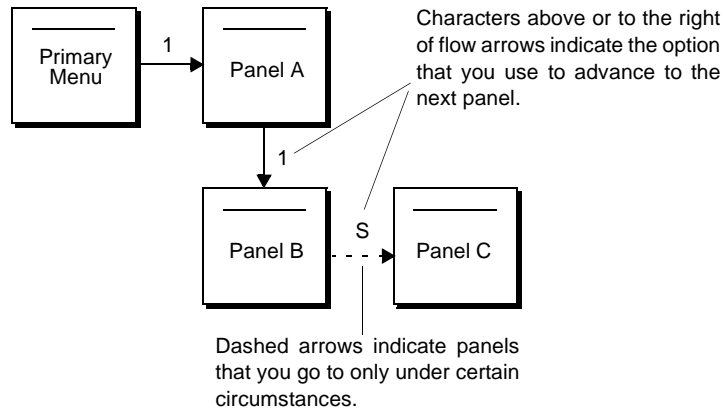 Characters above or to the right
of flow arrows indicate the option
that you use to advance to the
next panel.
Primary
Menu
1
Panel A
1
Panel B
S
Panel C
Dashed arrows indicate panels
that you go to only under certain
circumstances.